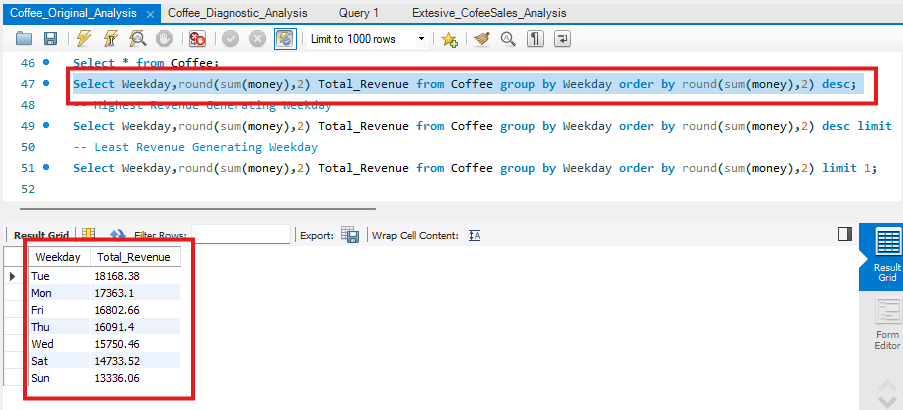 Coffee_Original_Analysis Coffee_Diagnostic_Analysis Query 1 Extesive_CofeeSales_Analysis
Limit to 1000 rows
46 Select * from Coffee;
47 Select Weekday,round(sum(money),2) Total_Revenue from Coffee group by Weekday order by round(sum(money),2) desc;
48 -- Highest Revenue Generating Weekday
49 Select Weekday,round(sum(money),2) Total_Revenue from Coffee group by Weekday order by round(sum(money),2) desc limit
50 -- Least Revenue Generating Weekday
51 Select Weekday,round(sum(money),2) Total_Revenue from Coffee group by Weekday order by round(sum(money),2) limit 1;
52
Result Grid Filter Rows: Export: Wrap Cell Content: IA
Weekday Total_Revenue
Tue 18168.38
Mon 17363.1
Fri 16802.66
Thu 16091.4
Wed 15750.46
Sat 14733.52
Sun 13336.06
Result
Grid
Form
Editor